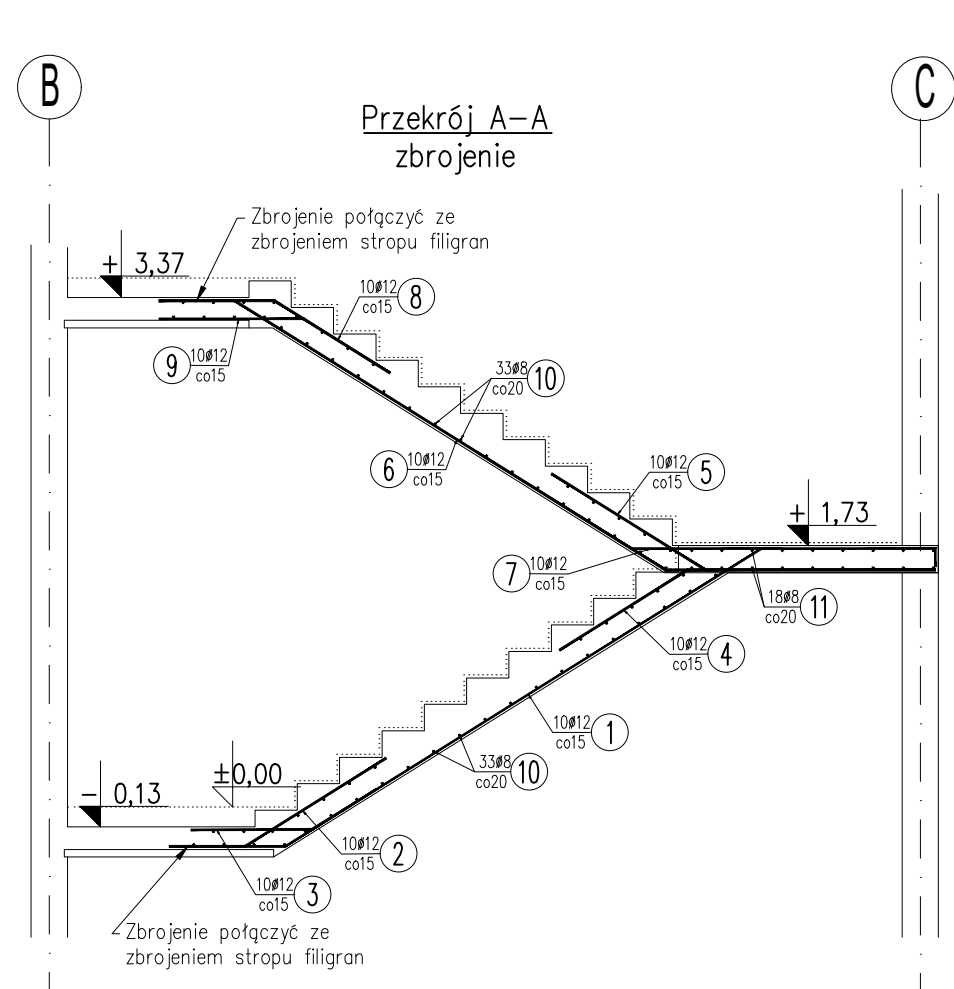 B
C
Przekrój A-A
zbrojenie
Zbrojenie połączyć ze
zbrojeniem stropu filigran
+ 3,37
10ø12
co15
8
9
10ø12
co15
33ø8
co20
10
6
10ø12
co15
10ø12
co15
5
+ 1,73
7
10ø12
co15
18ø8
co20
11
10ø12
co15
4
10ø12
co15
1
33ø8
co20
10
±0,00
- 0,13
10ø12
co15
2
10ø12
co15
3
Zbrojenie połączyć ze
zbrojeniem stropu filigran